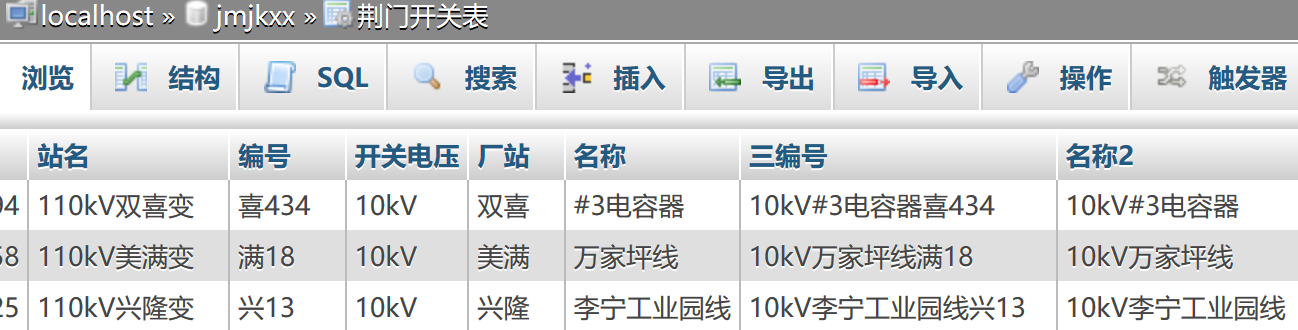 localhost » jmjkxx » 荆门开关表
浏览 结构 SQL 搜索 插入 导出 导入 操作 触发器
站名 编号 开关电压 厂站 名称 三编号 名称2
94 110kV双喜变 喜434 10kV 双喜 #3电容器 10kV#3电容器喜434 10kV#3电容器
58 110kV美满变 满18 10kV 美满 万家坪线 10kV万家坪线满18 10kV万家坪线
25 110kV兴隆变 兴13 10kV 兴隆 李宁工业园线 10kV李宁工业园线兴13 10kV李宁工业园线